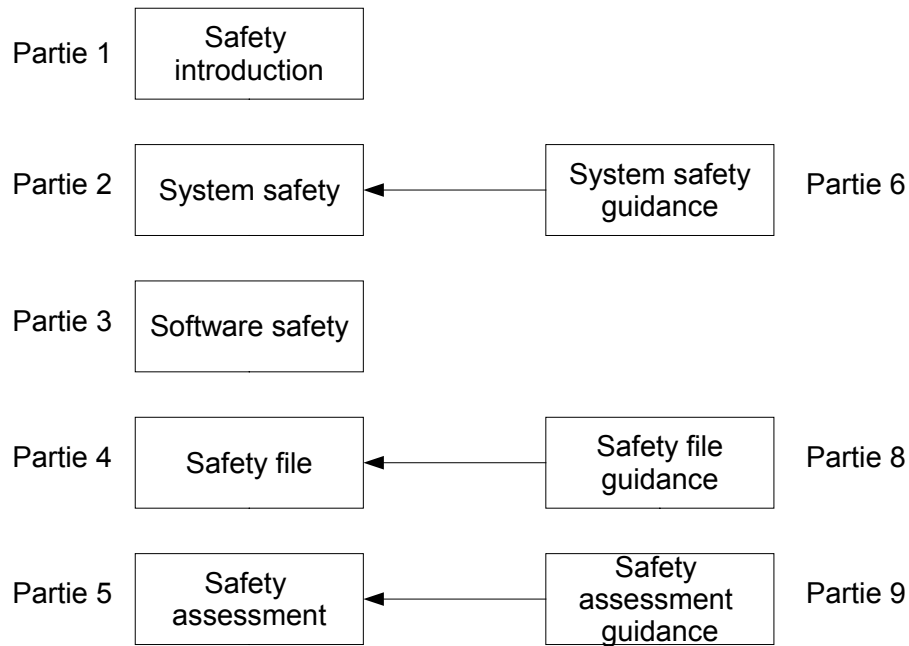 Partie 1
Safety
introduction
Partie 2
System safety
System safety
guidance
Partie 6
Partie 3
Software safety
Partie 4
Safety file
Safety file
guidance
Partie 8
Partie 5
Safety
assessment
Safety
assessment
guidance
Partie 9